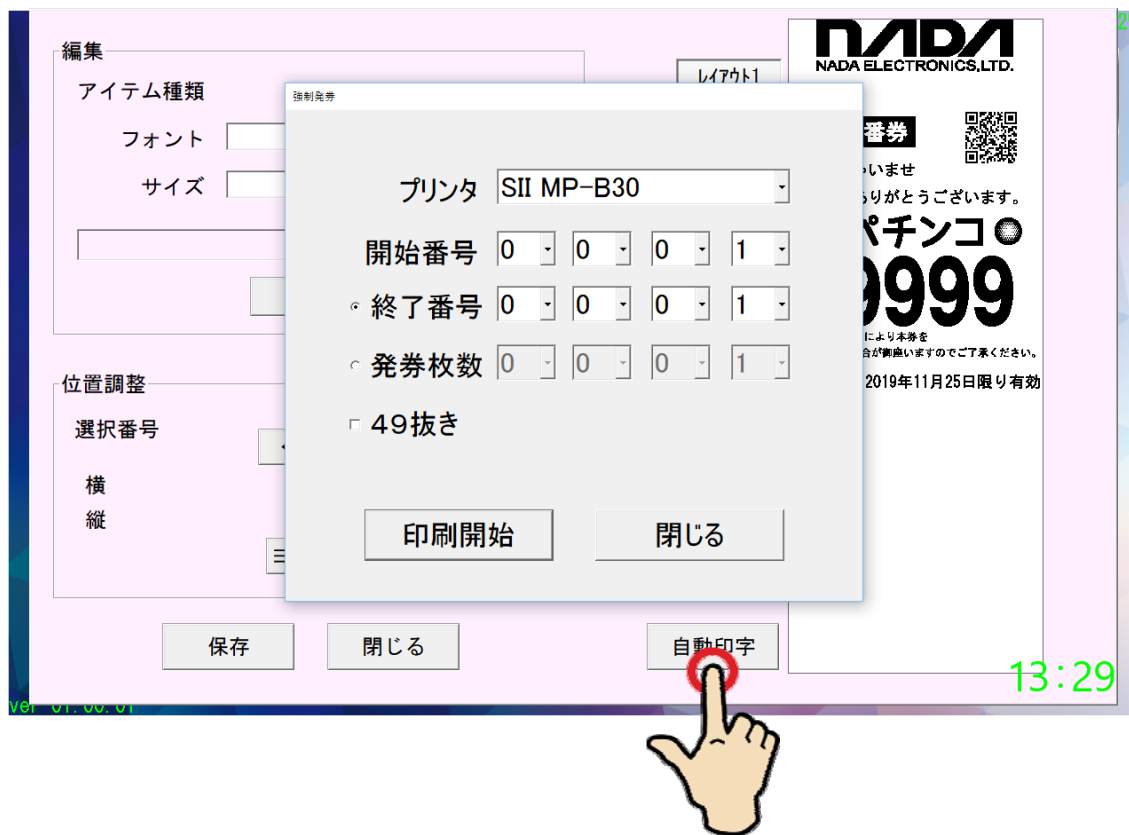 編集
アイテム種類
フォント
サイズ
レイアウト1
強制発券
プリンタ SII MP-B30
開始番号 0 0 0 1
終了番号 0 0 0 1
発券枚数 0 0 0 1
49抜き
印刷開始 閉じる
位置調整
選択番号
横
縦
保存 閉じる 自動印字
NADA
NADA ELECTRONICS,LTD.
番券
いませ
りがとうございます。
パチンコ
9999
により本券を
合が御座いますのでご了承ください。
2019年11月25日限り有効
13:29
ver 01.00.01
2